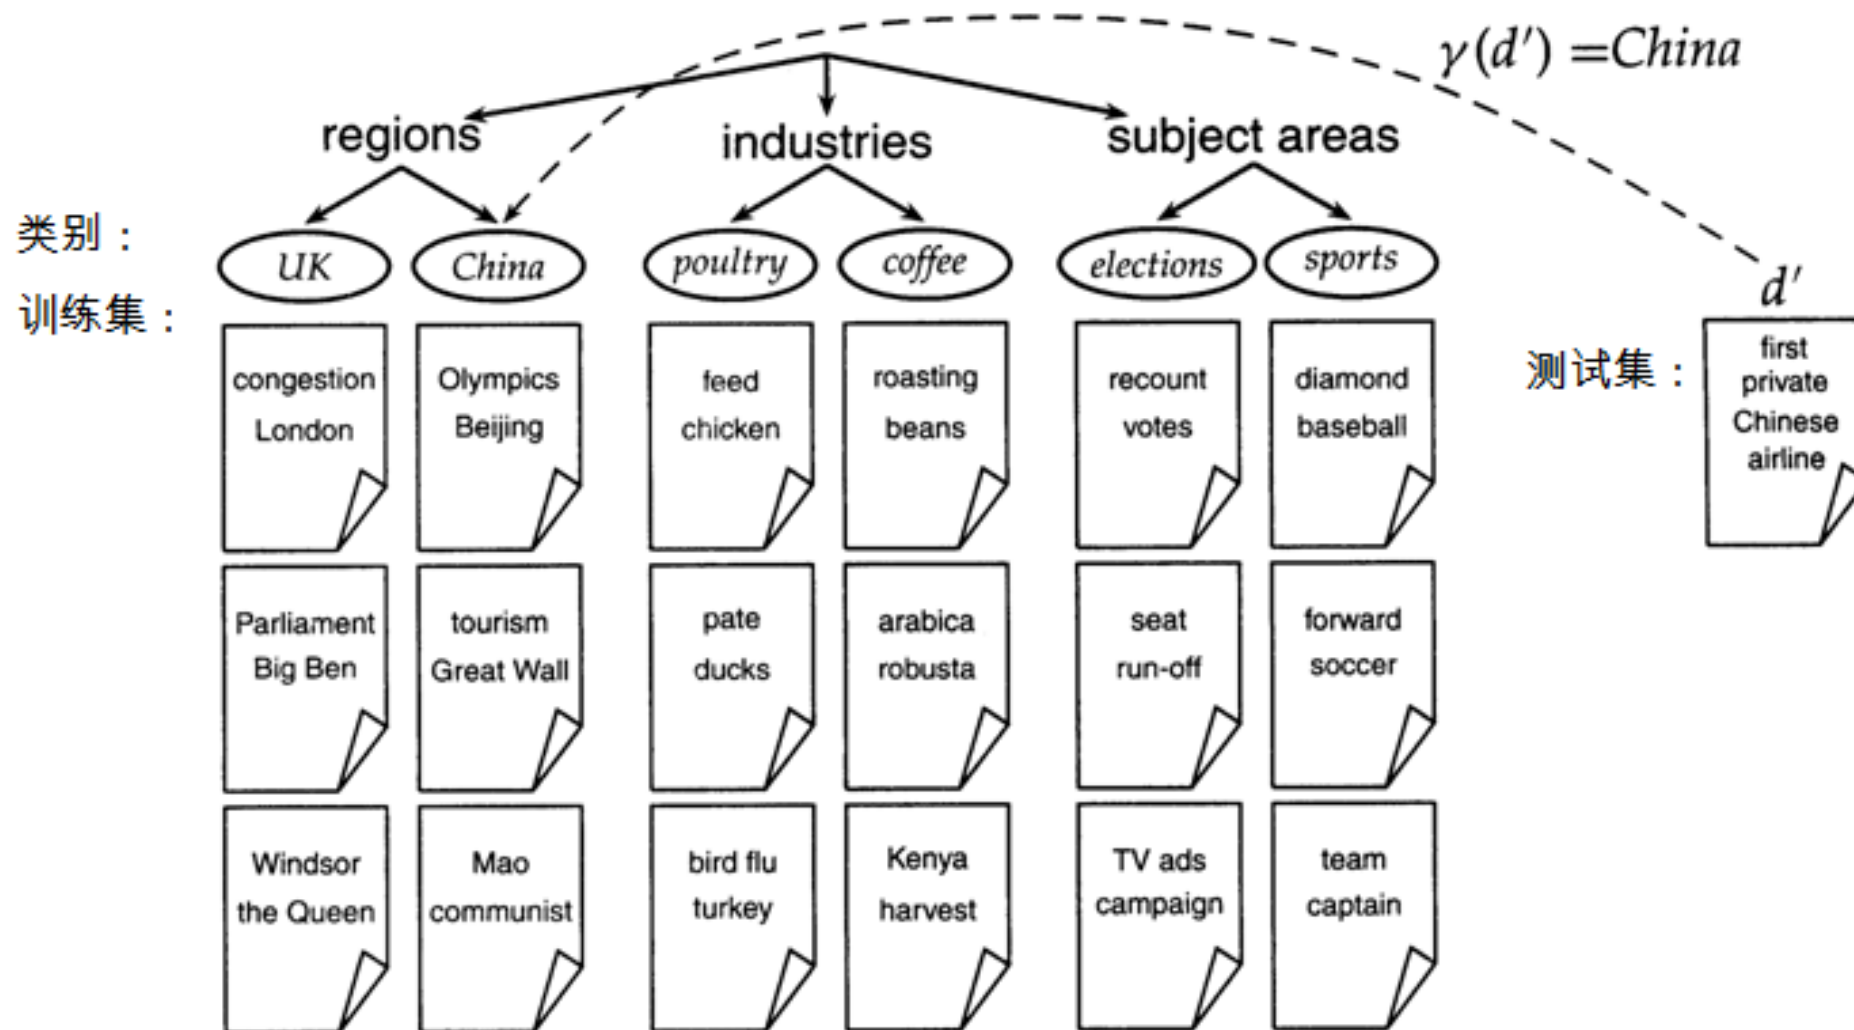 γ(d′) =China
regions
industries
subject areas
类别：
UK
China
poultry
coffee
elections
sports
训练集：
d′
测试集：
first
private
Chinese
airline
congestion
London
Olympics
Beijing
feed
chicken
roasting
beans
recount
votes
diamond
baseball
Parliament
Big Ben
tourism
Great Wall
pate
ducks
arabica
robusta
seat
run-off
forward
soccer
Windsor
the Queen
Mao
communist
bird flu
turkey
Kenya
harvest
TV ads
campaign
team
captain